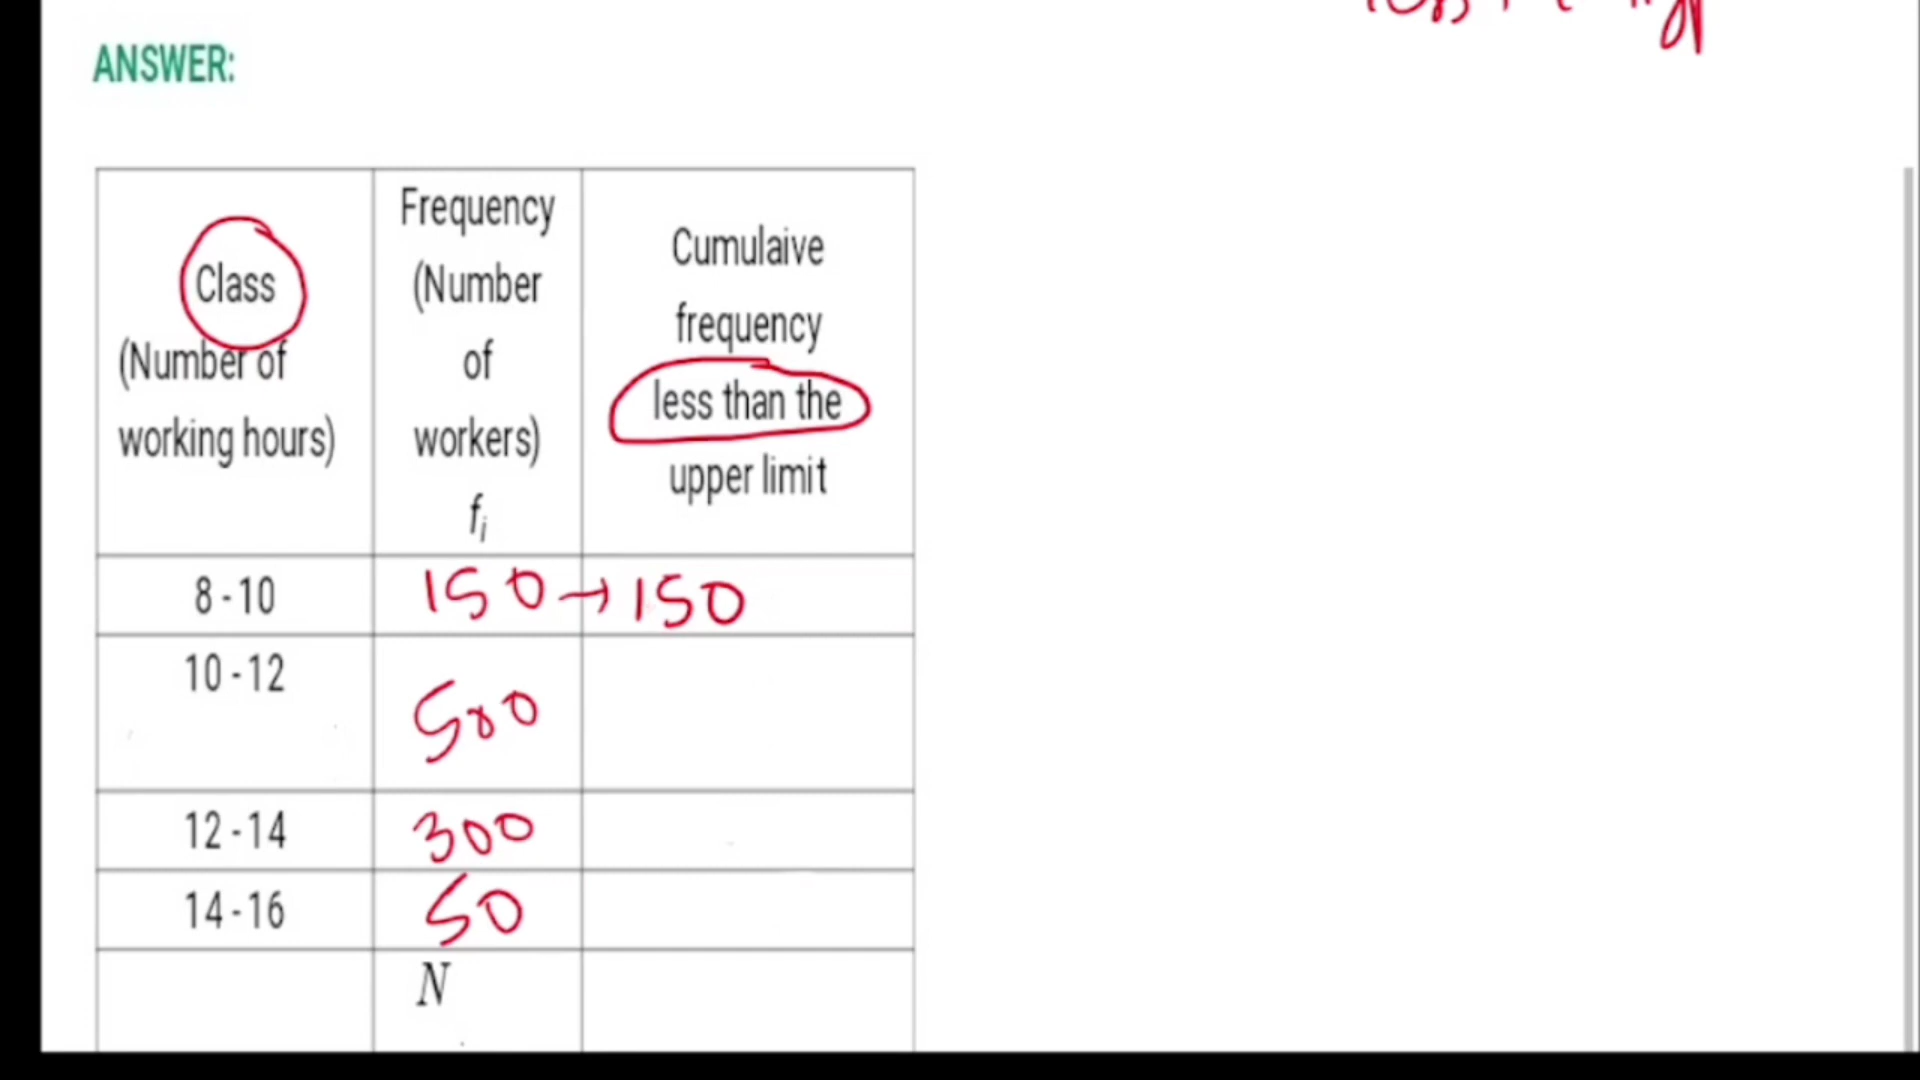 ANSWER:
Class
(Number of
working hours)
Frequency
(Number
of
workers)
fi
Cumulaive
frequency
less than the
upper limit
8 - 10 150 → 150
10 - 12 500
12 - 14 300
14 - 16 50
N